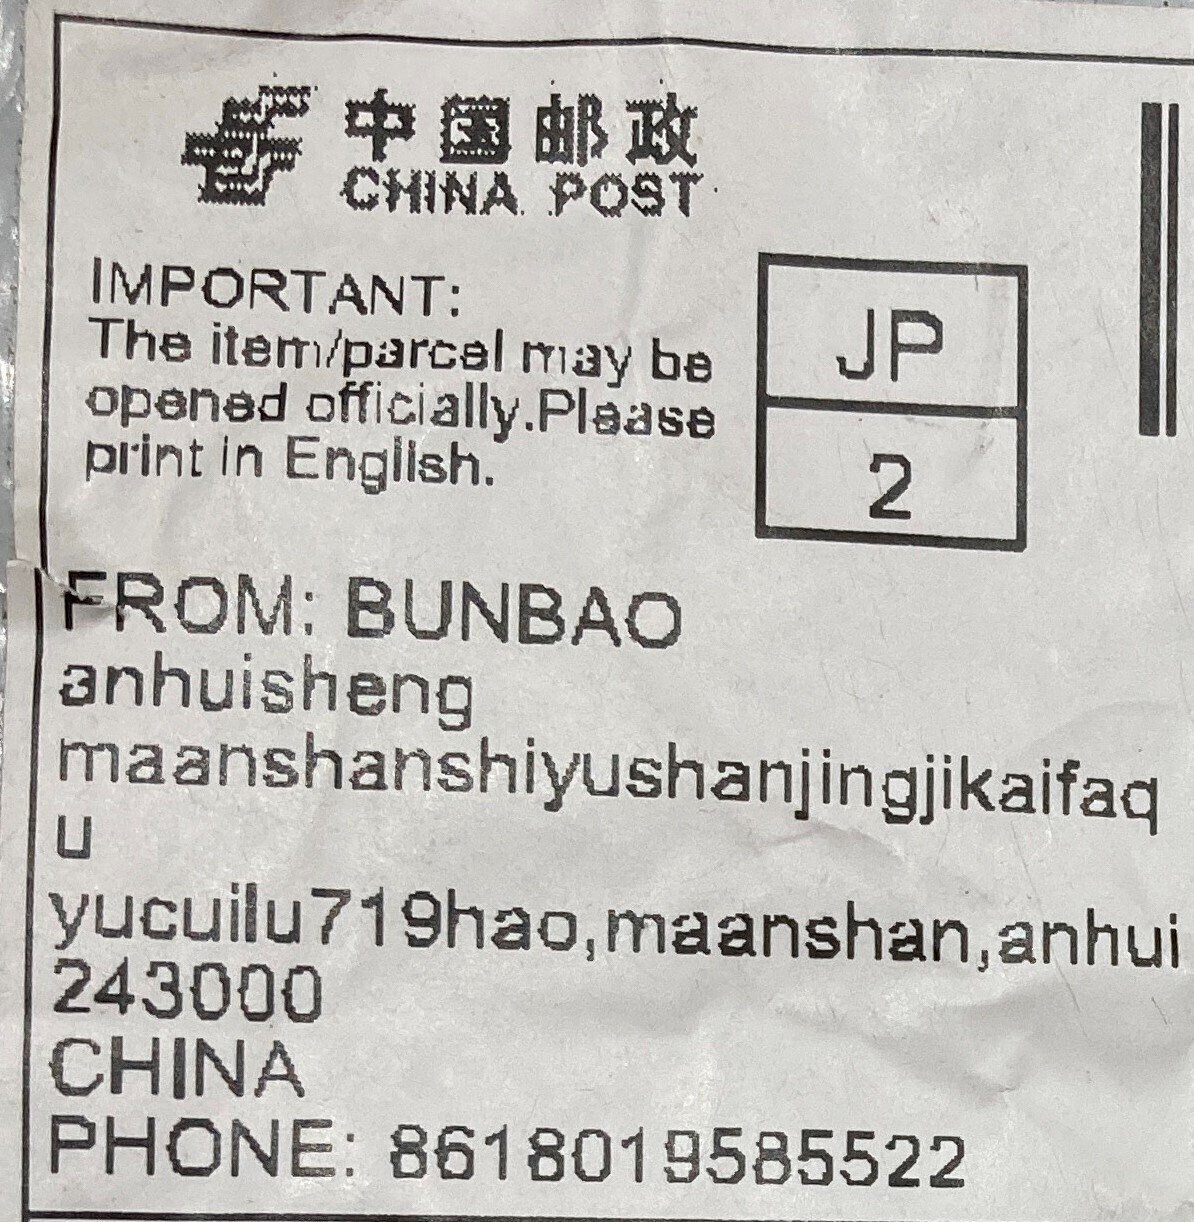 中国邮政
CHINA POST
IMPORTANT:
The item/parcel may be
opened officially.Please
print in English.
JP
2
FROM: BUNBAO
anhuisheng
maanshanshiyushanjingjikaifaq
u
yucuilu719hao,maanshan,anhui
243000
CHINA
PHONE: 8618019585522